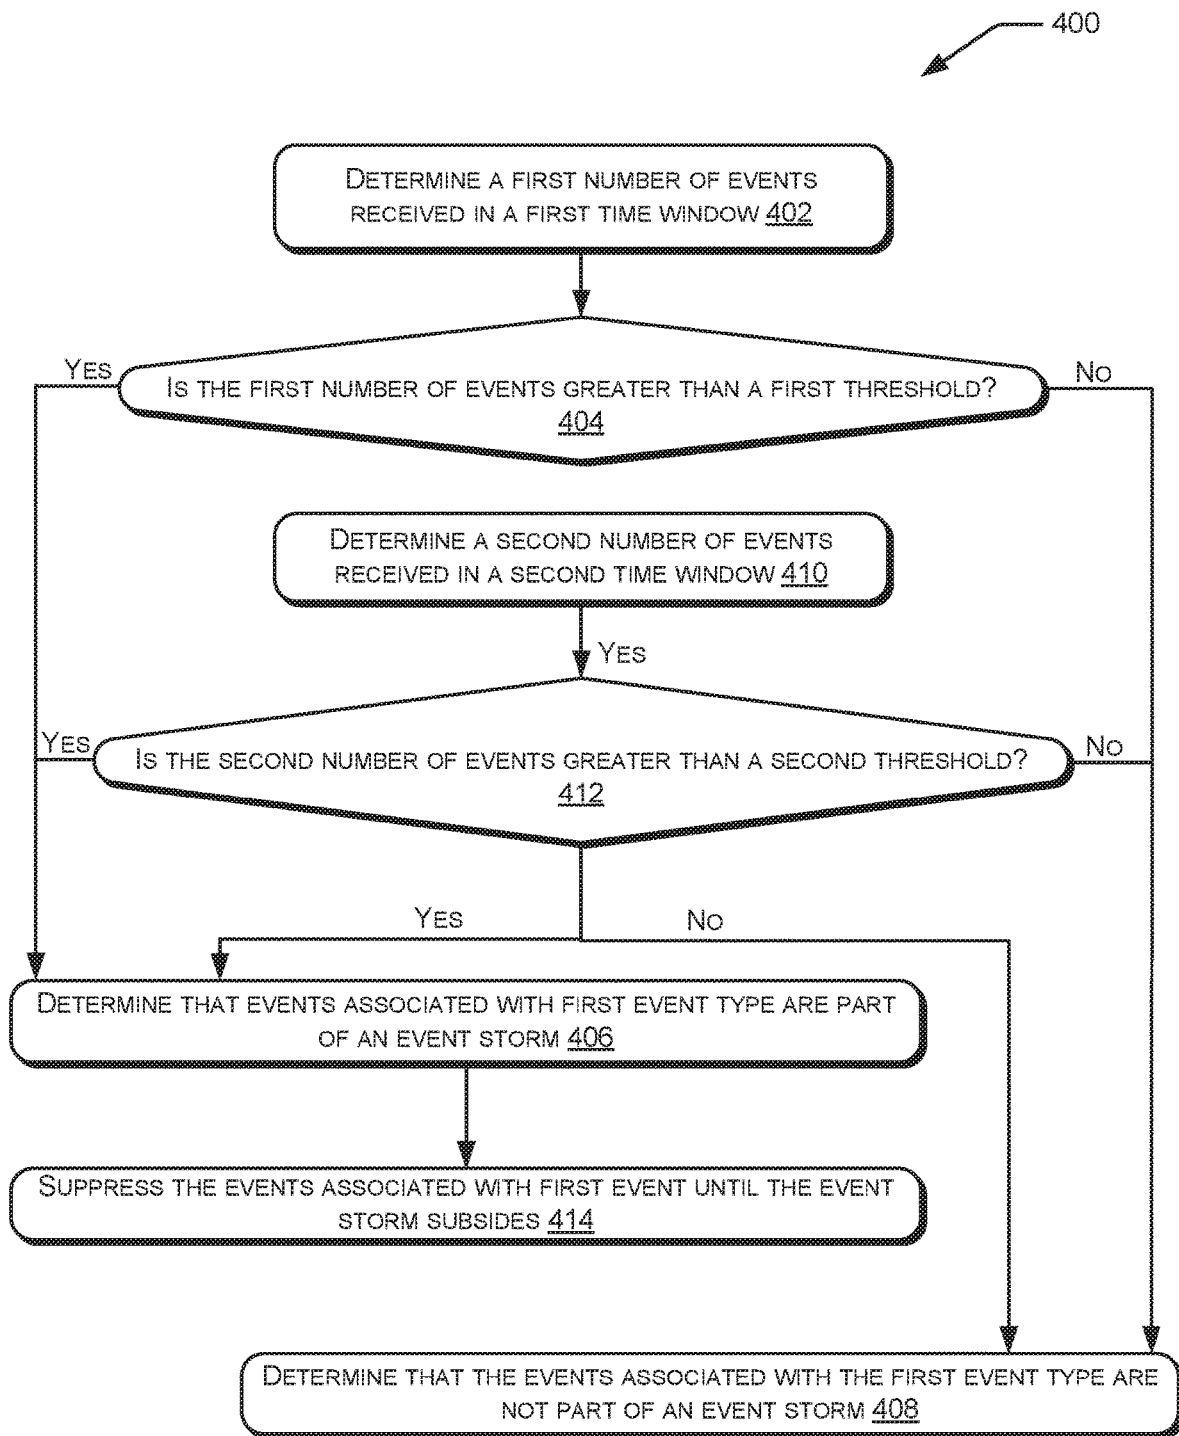 400
DETERMINE A FIRST NUMBER OF EVENTS
RECEIVED IN A FIRST TIME WINDOW 402
YES
NO
IS THE FIRST NUMBER OF EVENTS GREATER THAN A FIRST THRESHOLD?
404
DETERMINE A SECOND NUMBER OF EVENTS
RECEIVED IN A SECOND TIME WINDOW 410
YES
YES
NO
IS THE SECOND NUMBER OF EVENTS GREATER THAN A SECOND THRESHOLD?
412
YES
NO
DETERMINE THAT EVENTS ASSOCIATED WITH FIRST EVENT TYPE ARE PART
OF AN EVENT STORM 406
SUPPRESS THE EVENTS ASSOCIATED WITH FIRST EVENT UNTIL THE EVENT
STORM SUBSIDES 414
DETERMINE THAT THE EVENTS ASSOCIATED WITH THE FIRST EVENT TYPE ARE
NOT PART OF AN EVENT STORM 408